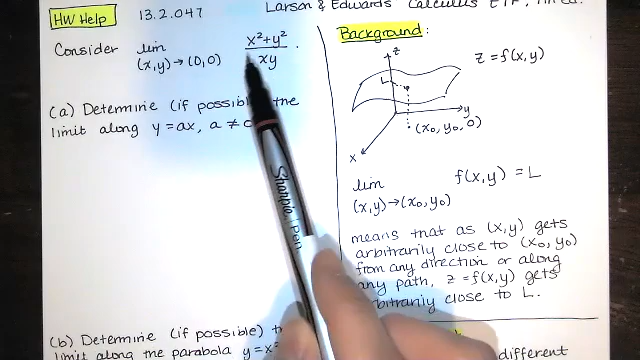 HW Help 13.2.047
Larson & Edwards' Calculus ETF,
Consider lim (x,y)→(0,0) x²+y² / xy .
(a) Determine (if possible) the
limit along y = ax, a ≠
Background:
z
z = f(x,y)
L
y
(x₀, y₀, 0)
x
lim (x,y)→(x₀,y₀) f(x,y) = L
means that as (x,y) gets
arbitrarily close to (x₀,y₀)
from any direction or along
any path, z = f(x,y) gets
arbitrarily close to L.
(b) Determine (if possible)
limit along the parabola y = x²
different
Sharpie Pen